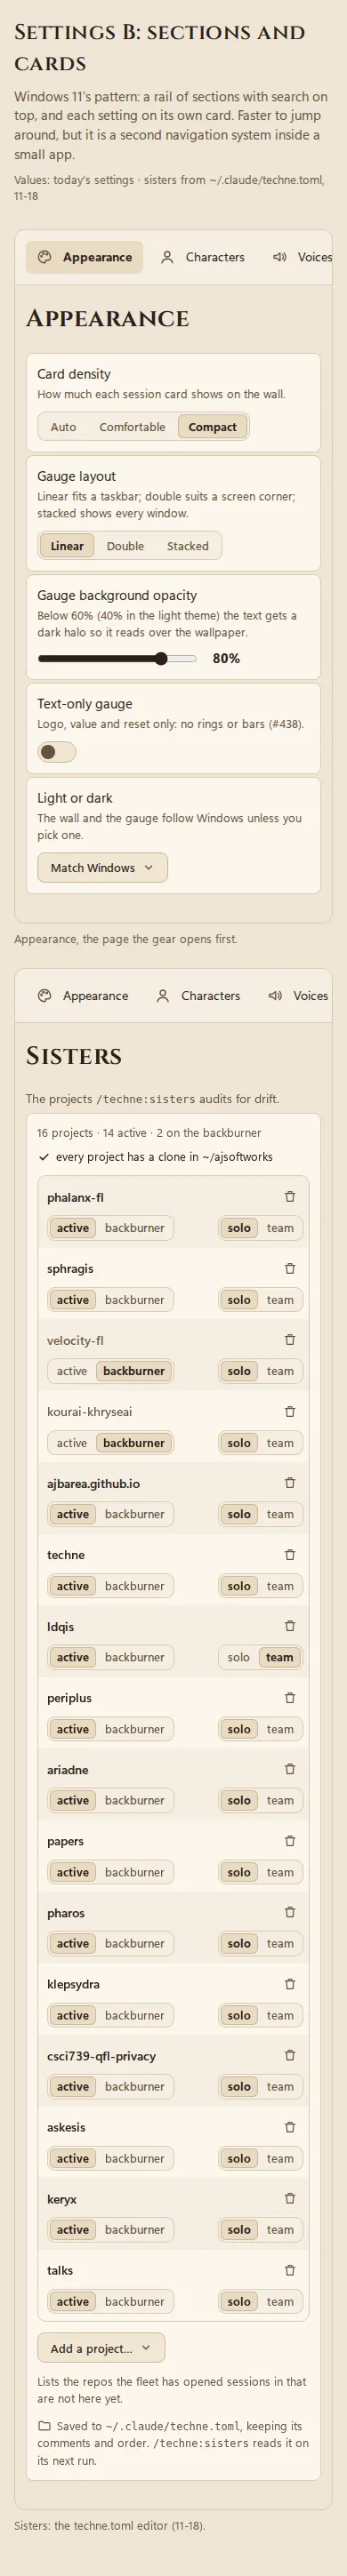 Settings B: sections and
cards
Windows 11's pattern: a rail of sections with search on
top, and each setting on its own card. Faster to jump
around, but it is a second navigation system inside a
small app.
Values: today's settings · sisters from ~/.claude/techne.toml,
11-18
Appearance Characters Voices
Appearance
Card density
How much each session card shows on the wall.
Auto Comfortable Compact
Gauge layout
Linear fits a taskbar; double suits a screen corner;
stacked shows every window.
Linear Double Stacked
Gauge background opacity
Below 60% (40% in the light theme) the text gets a
dark halo so it reads over the wallpaper.
80%
Text-only gauge
Logo, value and reset only: no rings or bars (#438).
Light or dark
The wall and the gauge follow Windows unless you
pick one.
Match Windows
Appearance, the page the gear opens first.
Appearance Characters Voices
Sisters
The projects /techne:sisters audits for drift.
16 projects · 14 active · 2 on the backburner
every project has a clone in ~/ajsoftworks
phalanx-fl
active backburner solo team
sphragis
active backburner solo team
velocity-fl
active backburner solo team
kourai-khryseai
active backburner solo team
ajbarea.github.io
active backburner solo team
techne
active backburner solo team
ldqis
active backburner solo team
periplus
active backburner solo team
ariadne
active backburner solo team
papers
active backburner solo team
pharos
active backburner solo team
klepsydra
active backburner solo team
csci739-qfl-privacy
active backburner solo team
askesis
active backburner solo team
keryx
active backburner solo team
talks
active backburner solo team
Add a project...
Lists the repos the fleet has opened sessions in that
are not here yet.
Saved to ~/.claude/techne.toml, keeping its
comments and order. /techne:sisters reads it on
its next run.
Sisters: the techne.toml editor (11-18).